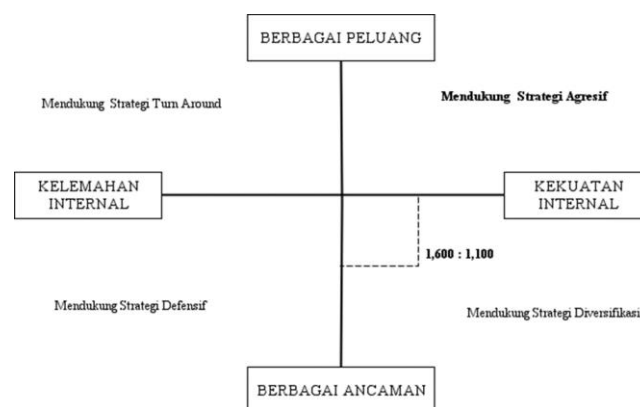 BERBAGAI PELUANG
Mendukung Strategi Turn Around
Mendukung Strategi Agresif
KELEMAHAN
INTERNAL
KEKUATAN
INTERNAL
1,600 : 1,100
Mendukung Strategi Defensif
Mendukung Strategi Diversifikasi
BERBAGAI ANCAMAN